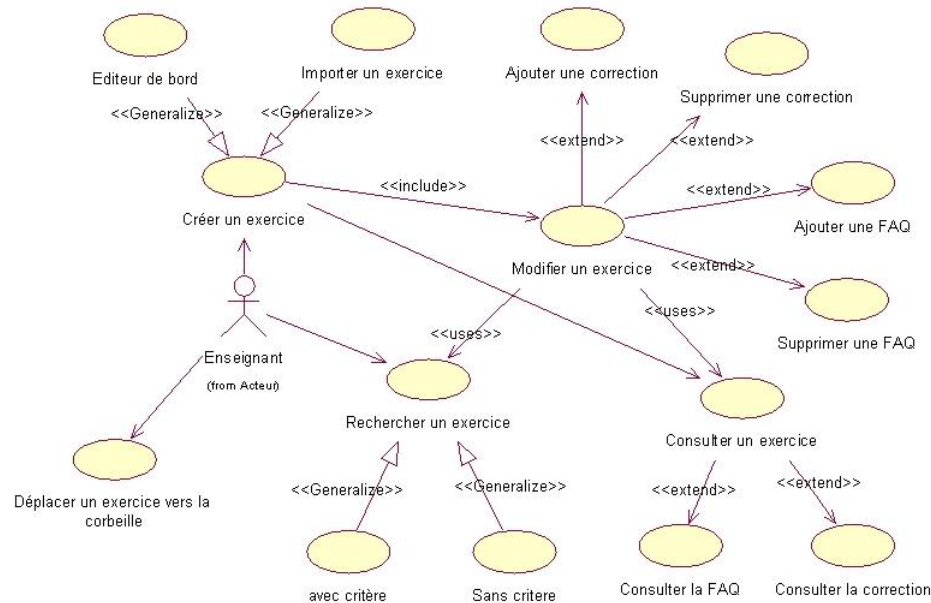 Editeur de bord
Importer un exercice
Ajouter une correction
Supprimer une correction
<<Generalize>>
<<Generalize>>
<<extend>>
<<extend>>
<<include>>
<<extend>>
Créer un exercice
Ajouter une FAQ
Modifier un exercice
<<extend>>
<<uses>>
<<uses>>
Supprimer une FAQ
Enseignant
(from Acteur)
Rechercher un exercice
Consulter un exercice
Déplacer un exercice vers la
corbeille
<<Generalize>>
<<Generalize>>
<<extend>>
<<extend>>
avec critère
Sans critere
Consulter la FAQ
Consulter la correction